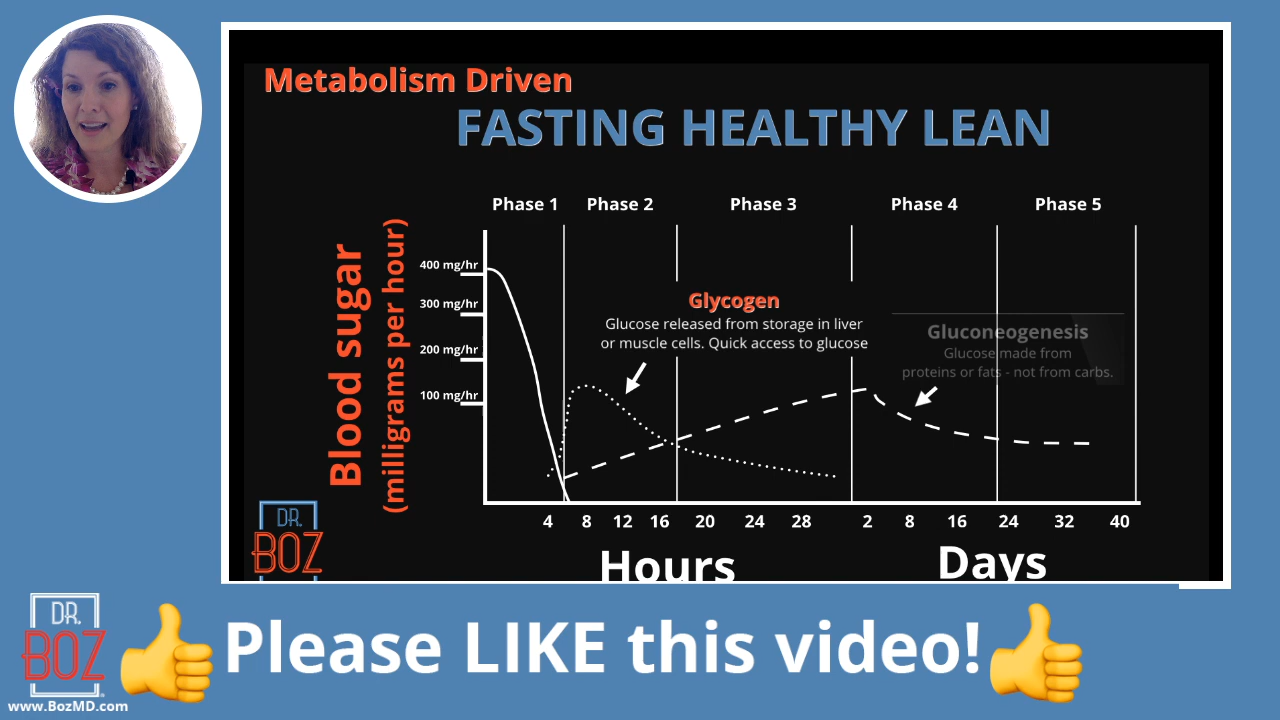 Metabolism Driven
FASTING HEALTHY LEAN
Phase 1 Phase 2 Phase 3 Phase 4 Phase 5
Blood sugar
(milligrams per hour)
400 mg/hr
300 mg/hr
200 mg/hr
100 mg/hr
Glycogen
Glucose released from storage in liver
or muscle cells. Quick access to glucose
Gluconeogenesis
Glucose made from
proteins or fats - not from carbs.
4 8 12 16 20 24 28 2 8 16 24 32 40
Hours Days
DR.
BOZ
DR.
BOZ
Please LIKE this video!
www.BozMD.com